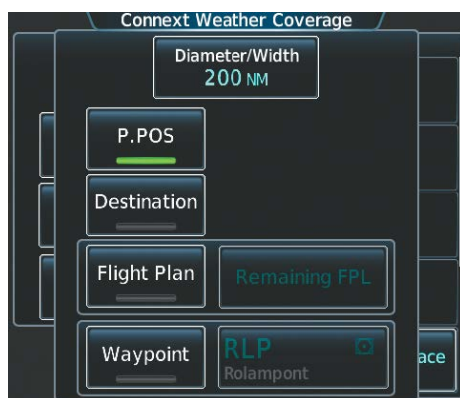 Connext Weather Coverage
Diameter/Width
200 NM
P.POS
Destination
Flight Plan
Remaining FPL
Waypoint
RLP
Rolampont
ace